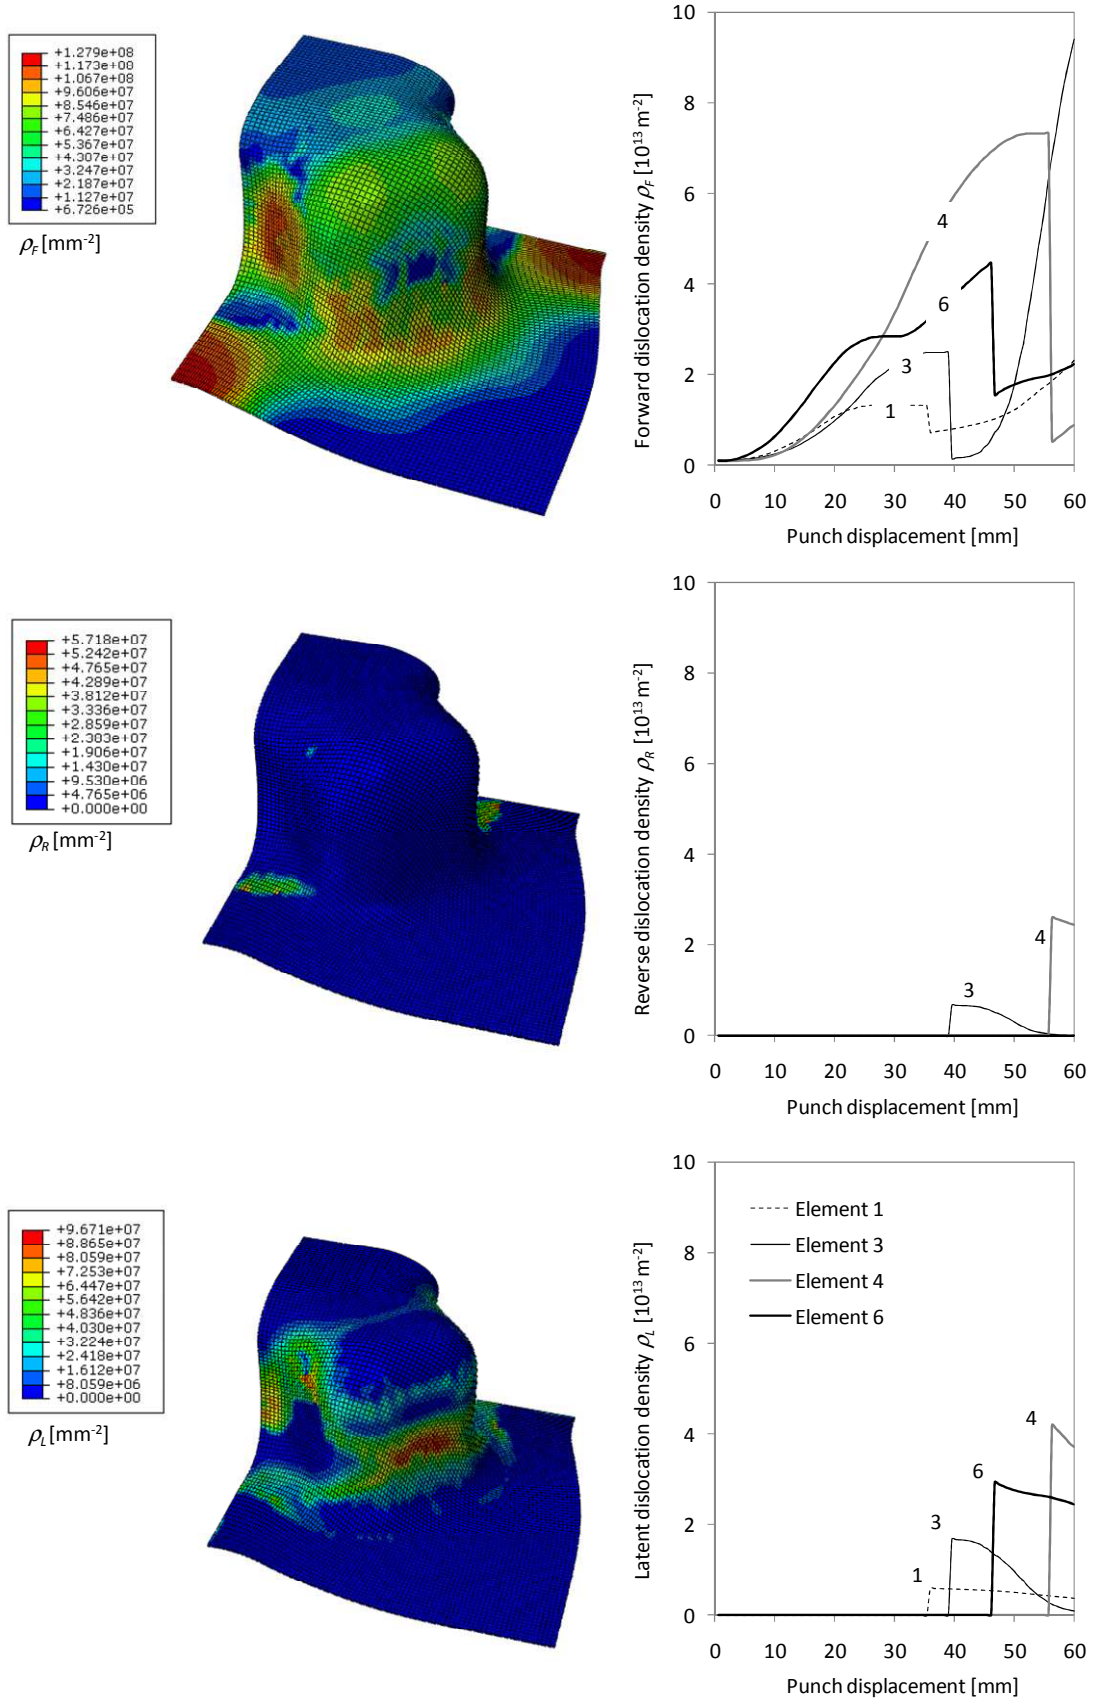 +1.279e+08
+1.173e+08
+1.067e+08
+9.606e+07
+8.546e+07
+7.486e+07
+6.427e+07
+5.367e+07
+4.307e+07
+3.247e+07
+2.187e+07
+1.127e+07
+6.726e+05
ρF [mm-2]
Forward dislocation density ρF [1013 m-2]
10
8
6
4
2
0
4
6
3
1
0 10 20 30 40 50 60
Punch displacement [mm]
+5.718e+07
+5.242e+07
+4.765e+07
+4.289e+07
+3.812e+07
+3.336e+07
+2.859e+07
+2.383e+07
+1.906e+07
+1.430e+07
+9.530e+06
+4.765e+06
+0.000e+00
ρR [mm-2]
Reverse dislocation density ρR [1013 m-2]
10
8
6
4
2
0
4
3
0 10 20 30 40 50 60
Punch displacement [mm]
+9.671e+07
+8.865e+07
+8.059e+07
+7.253e+07
+6.447e+07
+5.642e+07
+4.836e+07
+4.030e+07
+3.224e+07
+2.418e+07
+1.612e+07
+8.059e+06
+0.000e+00
ρL [mm-2]
Latent dislocation density ρL [1013 m-2]
10
8
6
4
2
0
Element 1
Element 3
Element 4
Element 6
4
6
3
1
0 10 20 30 40 50 60
Punch displacement [mm]